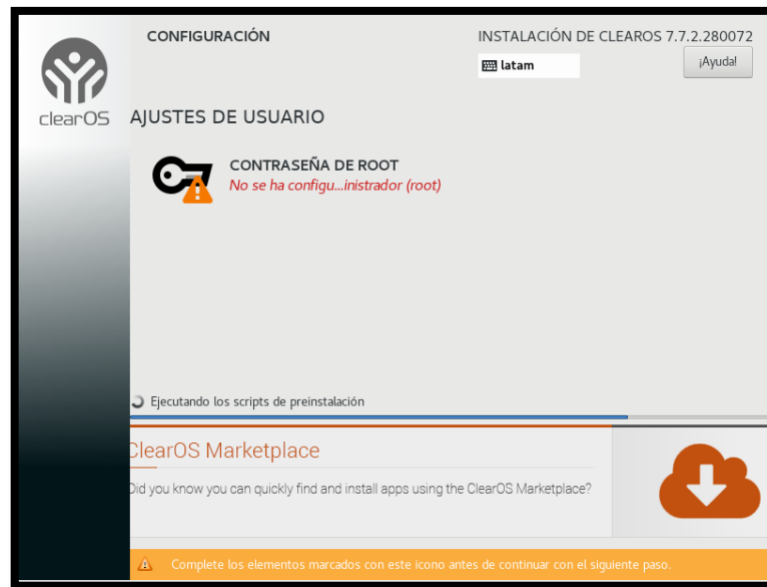 CONFIGURACIÓN
INSTALACIÓN DE CLEAROS 7.7.2.280072
latam
¡Ayuda!
clearOS
AJUSTES DE USUARIO
CONTRASEÑA DE ROOT
No se ha configu...inistrador (root)
Ejecutando los scripts de preinstalación
ClearOS Marketplace
Did you know you can quickly find and install apps using the ClearOS Marketplace?
Complete los elementos marcados con este icono antes de continuar con el siguiente paso.